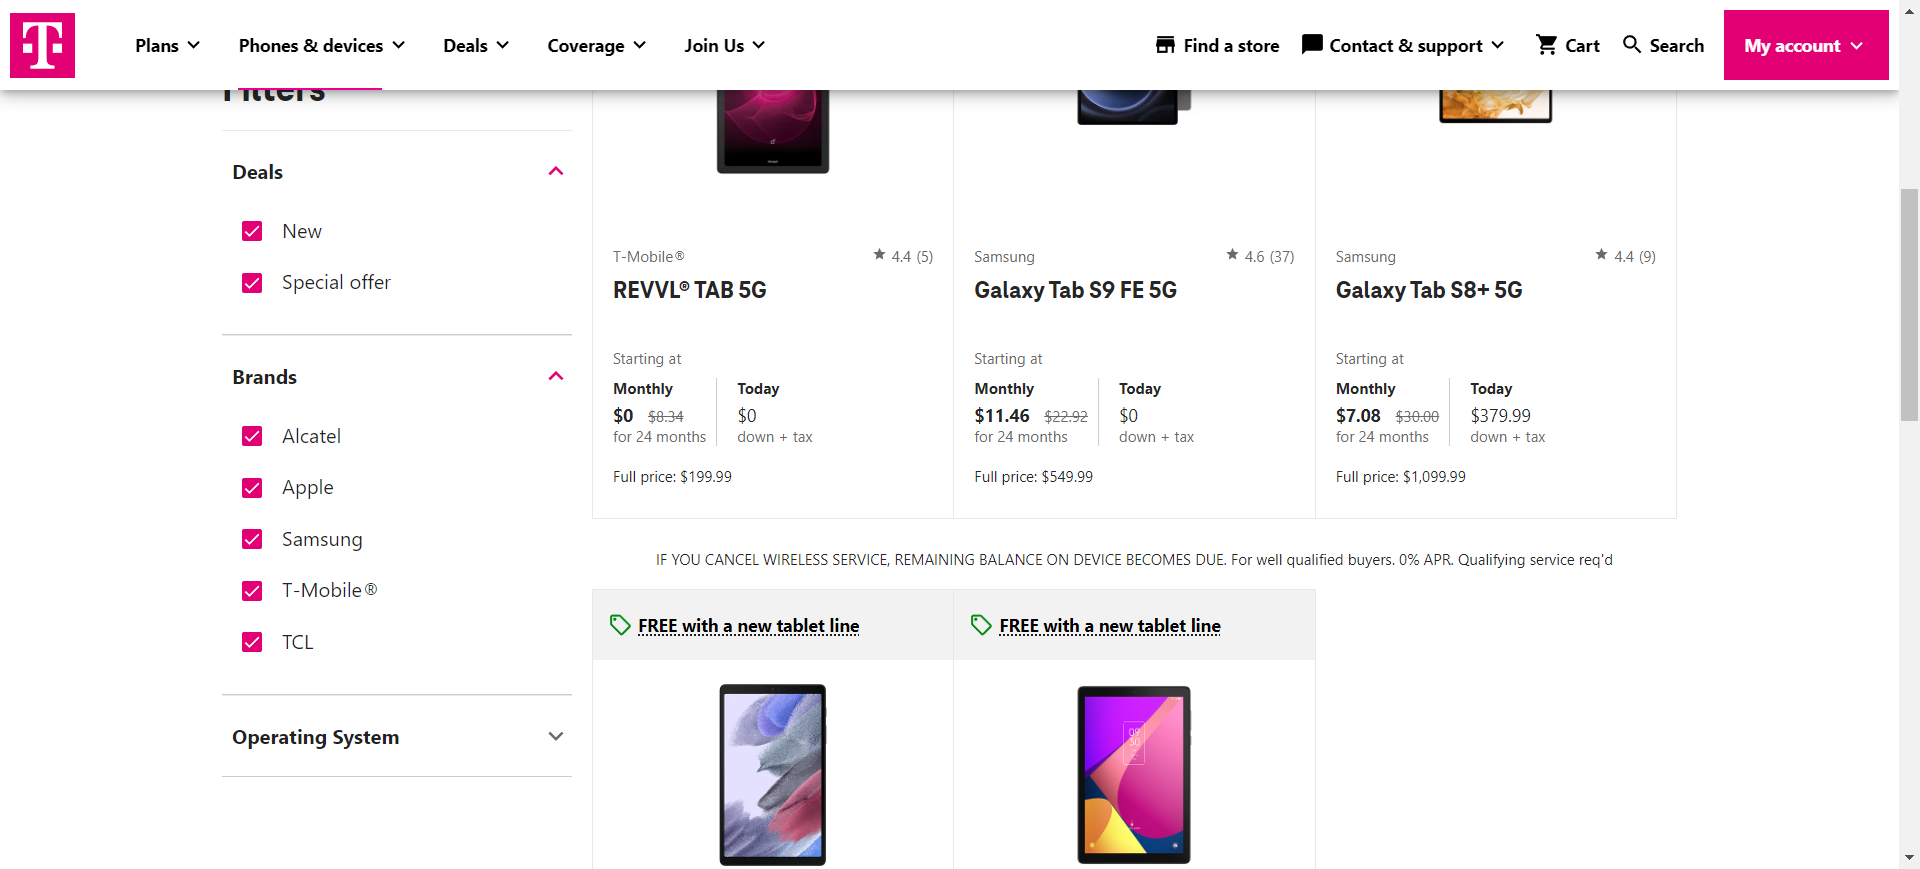 T
Plans
Phones & devices
Deals
Coverage
Join Us
Find a store
Contact & support
Cart
Search
My account
Filters
Deals
New
Special offer
Brands
Alcatel
Apple
Samsung
T-Mobile®
TCL
Operating System
T-Mobile®
4.4 (5)
REVVL® TAB 5G
Starting at
Monthly
$0 $8.34
for 24 months
Today
$0
down + tax
Full price: $199.99
Samsung
4.6 (37)
Galaxy Tab S9 FE 5G
Starting at
Monthly
$11.46 $22.92
for 24 months
Today
$0
down + tax
Full price: $549.99
Samsung
4.4 (9)
Galaxy Tab S8+ 5G
Starting at
Monthly
$7.08 $30.00
for 24 months
Today
$379.99
down + tax
Full price: $1,099.99
IF YOU CANCEL WIRELESS SERVICE, REMAINING BALANCE ON DEVICE BECOMES DUE. For well qualified buyers. 0% APR. Qualifying service req'd
FREE with a new tablet line
FREE with a new tablet line
09
30